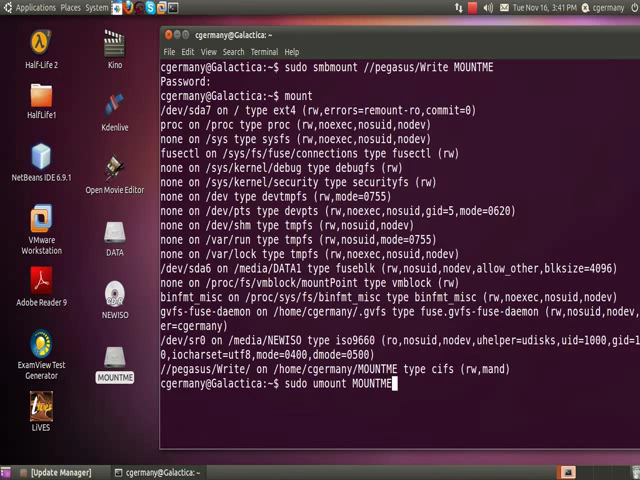 Applications Places System
Tue Nov 16, 3:41 PM cgermany
cgermany@Galactica: ~
File Edit View Search Terminal Help
cgermany@Galactica:~$ sudo smbmount //pegasus/Write MOUNTME
Password:
cgermany@Galactica:~$ mount
/dev/sda7 on / type ext4 (rw,errors=remount-ro,commit=0)
proc on /proc type proc (rw,noexec,nosuid,nodev)
none on /sys type sysfs (rw,noexec,nosuid,nodev)
fusectl on /sys/fs/fuse/connections type fusectl (rw)
none on /sys/kernel/debug type debugfs (rw)
none on /sys/kernel/security type securityfs (rw)
none on /dev type devtmpfs (rw,mode=0755)
none on /dev/pts type devpts (rw,noexec,nosuid,gid=5,mode=0620)
none on /dev/shm type tmpfs (rw,nosuid,nodev)
none on /var/run type tmpfs (rw,nosuid,mode=0755)
none on /var/lock type tmpfs (rw,noexec,nosuid,nodev)
/dev/sda6 on /media/DATA1 type fuseblk (rw,nosuid,nodev,allow_other,blksize=4096)
none on /proc/fs/vmblock/mountPoint type vmblock (rw)
binfmt_misc on /proc/sys/fs/binfmt_misc type binfmt_misc (rw,noexec,nosuid,nodev)
gvfs-fuse-daemon on /home/cgermany/.gvfs type fuse.gvfs-fuse-daemon (rw,nosuid,nodev,
er=cgermany)
/dev/sr0 on /media/NEWISO type iso9660 (ro,nosuid,nodev,uhelper=udisks,uid=1000,gid=1
0,iocharset=utf8,mode=0400,dmode=0500)
//pegasus/Write/ on /home/cgermany/MOUNTME type cifs (rw,mand)
cgermany@Galactica:~$ sudo umount MOUNTME
Half-Life 2
Kino
HalfLife1
Kdenlive
NetBeans IDE 6.9.1
Open Movie Editor
VMware
Workstation
DATA
Adobe Reader 9
NEWISO
ExamView Test
Generator
MOUNTME
LiVES
[Update Manager]
cgermany@Galactica: ~